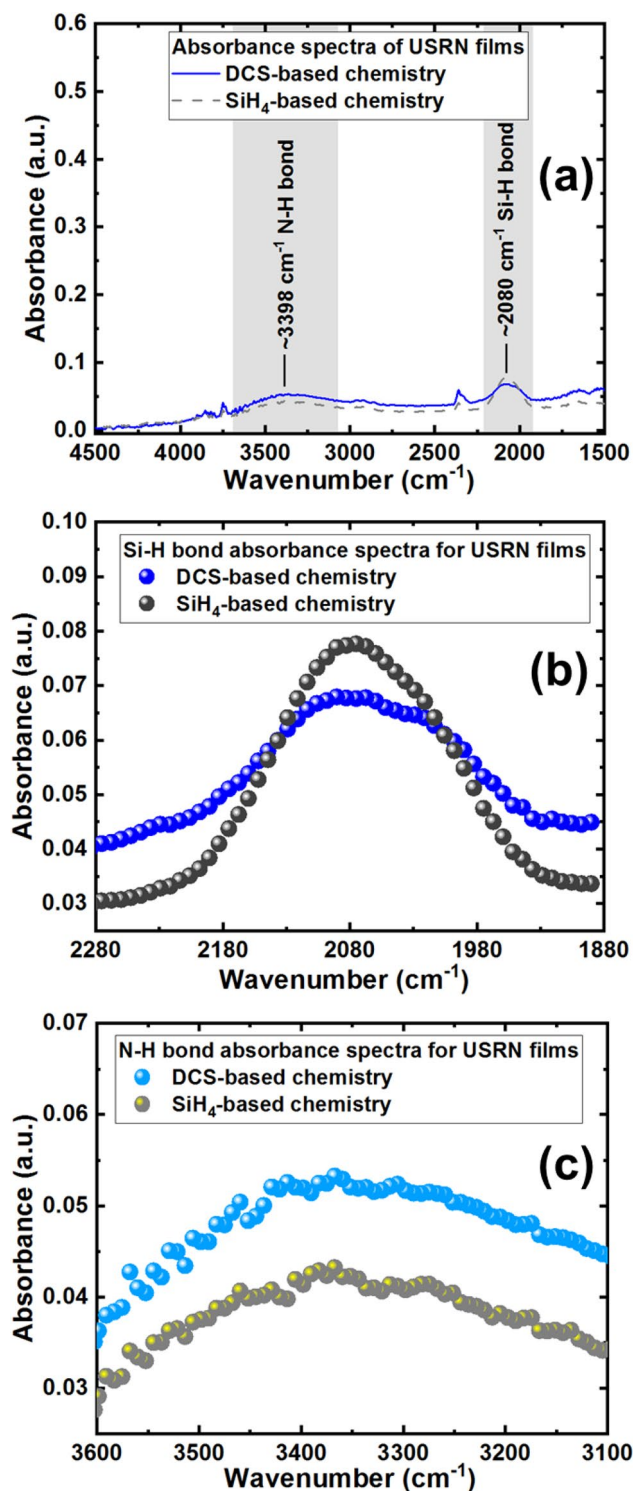 0.6
0.5
0.4
0.3
0.2
0.1
0.0
Absorbance (a.u.)
Absorbance spectra of USRN films
DCS-based chemistry
SiH₄-based chemistry
(a)
~3398 cm⁻¹ N-H bond
~2080 cm⁻¹ Si-H bond
4500 4000 3500 3000 2500 2000 1500
Wavenumber (cm⁻¹)
0.10
0.09
0.08
0.07
0.06
0.05
0.04
0.03
Absorbance (a.u.)
Si-H bond absorbance spectra for USRN films
DCS-based chemistry
SiH₄-based chemistry
(b)
2280 2180 2080 1980 1880
Wavenumber (cm⁻¹)
0.07
0.06
0.05
0.04
0.03
Absorbance (a.u.)
N-H bond absorbance spectra for USRN films
DCS-based chemistry
SiH₄-based chemistry
(c)
3600 3500 3400 3300 3200 3100
Wavenumber (cm⁻¹)